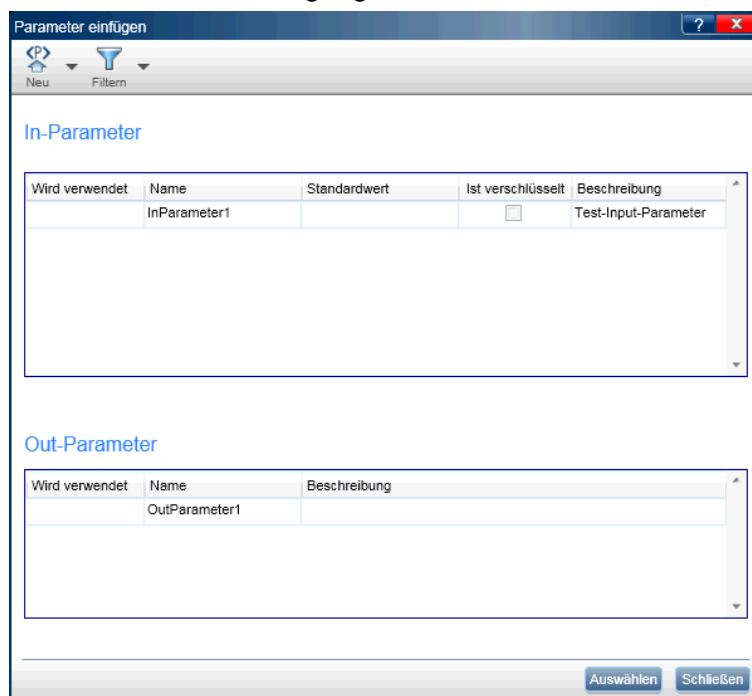 Parameter einfügen
?
x
<P>
Neu
Filtern
In-Parameter
Wird verwendet Name Standardwert Ist verschlüsselt Beschreibung
InParameter1 Test-Input-Parameter
Out-Parameter
Wird verwendet Name Beschreibung
OutParameter1
Auswählen Schließen